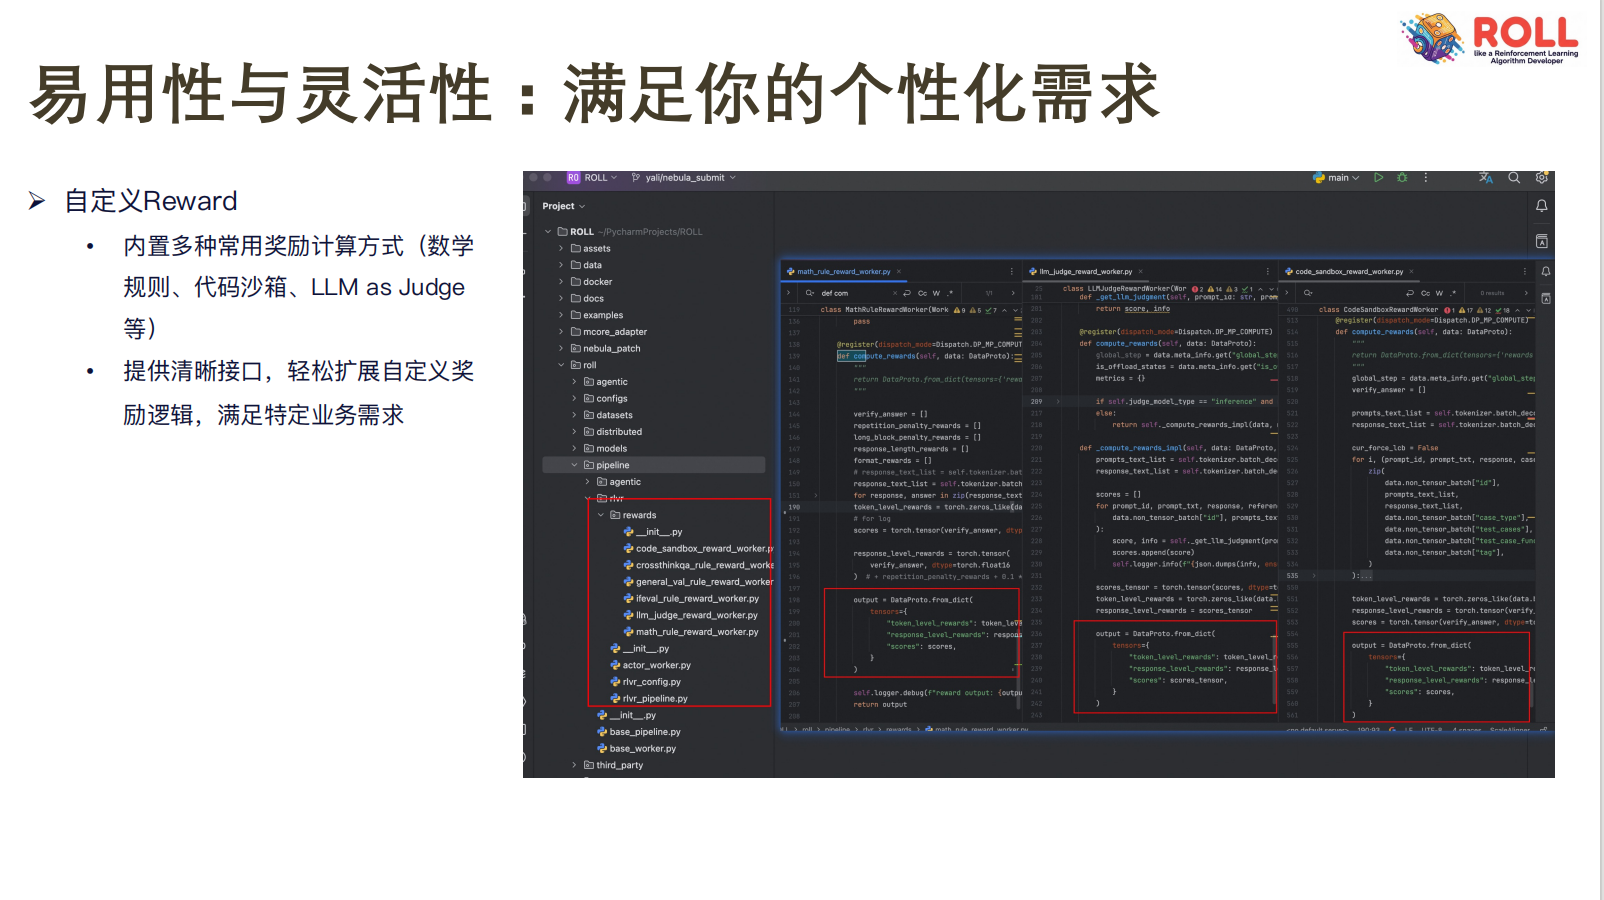 ROLL
like a Reinforcement Learning
Algorithm Developer
易用性与灵活性：满足你的个性化需求
➢ 自定义Reward
• 内置多种常用奖励计算方式（数学
规则、代码沙箱、LLM as Judge
等）
• 提供清晰接口，轻松扩展自定义奖
励逻辑，满足特定业务需求
RO ROLL yali/nebula_submit main
Project
ROLL ~/PycharmProjects/ROLL
assets
data
docker
docs
examples
mcore_adapter
nebula_patch
roll
agentic
configs
datasets
distributed
models
pipeline
agentic
rlvr
rewards
__init__.py
code_sandbox_reward_worker.p
crossthinkqa_rule_reward_worke
general_val_rule_reward_worker
ifeval_rule_reward_worker.py
llm_judge_reward_worker.py
math_rule_reward_worker.py
__init__.py
actor_worker.py
rlvr_config.py
rlvr_pipeline.py
__init__.py
base_pipeline.py
base_worker.py
third_party
math_rule_reward_worker.py
def com Cc W .* 1/1
class MathRuleRewardWorker(Work
pass
@register(dispatch_mode=Dispatch.DP_MP_COMPUT
def compute_rewards(self, data: DataProto):
"""
return DataProto.from_dict(tensors={'rewa
"""
verify_answer = []
repetition_penalty_rewards = []
long_block_penalty_rewards = []
response_length_rewards = []
format_rewards = []
# response_text_list = self.tokenizer.bat
response_text_list = self.tokenizer.batch
for response, answer in zip(response_text
190 token_level_rewards = torch.zeros_like(da
# for log
scores = torch.tensor(verify_answer, dtyp
response_level_rewards = torch.tensor(
verify_answer, dtype=torch.float16
) # + repetition_penalty_rewards + 0.1 *
output = DataProto.from_dict(
tensors={
"token_level_rewards": token_lev
"response_level_rewards": respo
"scores": scores,
}
)
self.logger.debug(f"reward output: {outpu
return output
llm_judge_reward_worker.py
class LLMJudgeRewardWorker(Wor
def _get_llm_judgment(self, prompt_id: str, prom
return score, info
@register(dispatch_mode=Dispatch.DP_MP_COMPUTE)
def compute_rewards(self, data: DataProto):
global_step = data.meta_info.get("global_ste
is_offload_states = data.meta_info.get("is_o
metrics = {}
209 if self.judge_model_type == "inference" and
else:
return self._compute_rewards_impl(data,
def _compute_rewards_impl(self, data: DataProto,
prompts_text_list = self.tokenizer.batch_dec
response_text_list = self.tokenizer.batch_de
scores = []
for prompt_id, prompt_txt, response, referenc
data.non_tensor_batch["id"], prompts_tex
):
score, info = self._get_llm_judgment(pro
scores.append(score)
self.logger.info(f"{json.dumps(info, ens
scores_tensor = torch.tensor(scores, dtype=t
token_level_rewards = torch.zeros_like(data.
response_level_rewards = scores_tensor
output = DataProto.from_dict(
tensors={
"token_level_rewards": token_level_r
"response_level_rewards": response_l
"scores": scores_tensor,
}
)
code_sandbox_reward_worker.py
Cc W .* 0 results
class CodeSandboxRewardWorker
@register(dispatch_mode=Dispatch.DP_MP_COMPUTE)
def compute_rewards(self, data: DataProto):
"""
return DataProto.from_dict(tensors={'rewards
"""
global_step = data.meta_info.get("global_ste
verify_answer = []
prompts_text_list = self.tokenizer.batch_dec
response_text_list = self.tokenizer.batch_de
cur_force_lcb = False
for i, (prompt_id, prompt_txt, response, cas
zip(
data.non_tensor_batch["id"],
prompts_text_list,
response_text_list,
data.non_tensor_batch["case_type"],
data.non_tensor_batch["test_cases"],
data.non_tensor_batch["test_case_fun
data.non_tensor_batch["tag"],
)
535 ):...
token_level_rewards = torch.zeros_like(data.b
response_level_rewards = torch.tensor(verify_
scores = torch.tensor(verify_answer, dtype=to
output = DataProto.from_dict(
tensors={
"token_level_rewards": token_level_r
"response_level_rewards": response_l
"scores": scores,
}
)